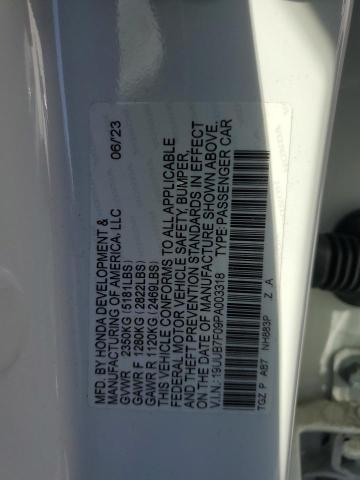 MFD. BY HONDA DEVELOPMENT & 06/23
MANUFACTURING OF AMERICA, LLC
GVWR 2350KG (5181LBS)
GAWR F 1280KG (2822LBS)
GAWR R 1120KG (2469LBS)
THIS VEHICLE CONFORMS TO ALL APPLICABLE
FEDERAL MOTOR VEHICLE SAFETY, BUMPER,
AND THEFT PREVENTION STANDARDS IN EFFECT
ON THE DATE OF MANUFACTURE SHOWN ABOVE.
V.I.N.: 19UUB7F09PA003318 TYPE:PASSENGER CAR
TGZ P A87 NH883P Z A